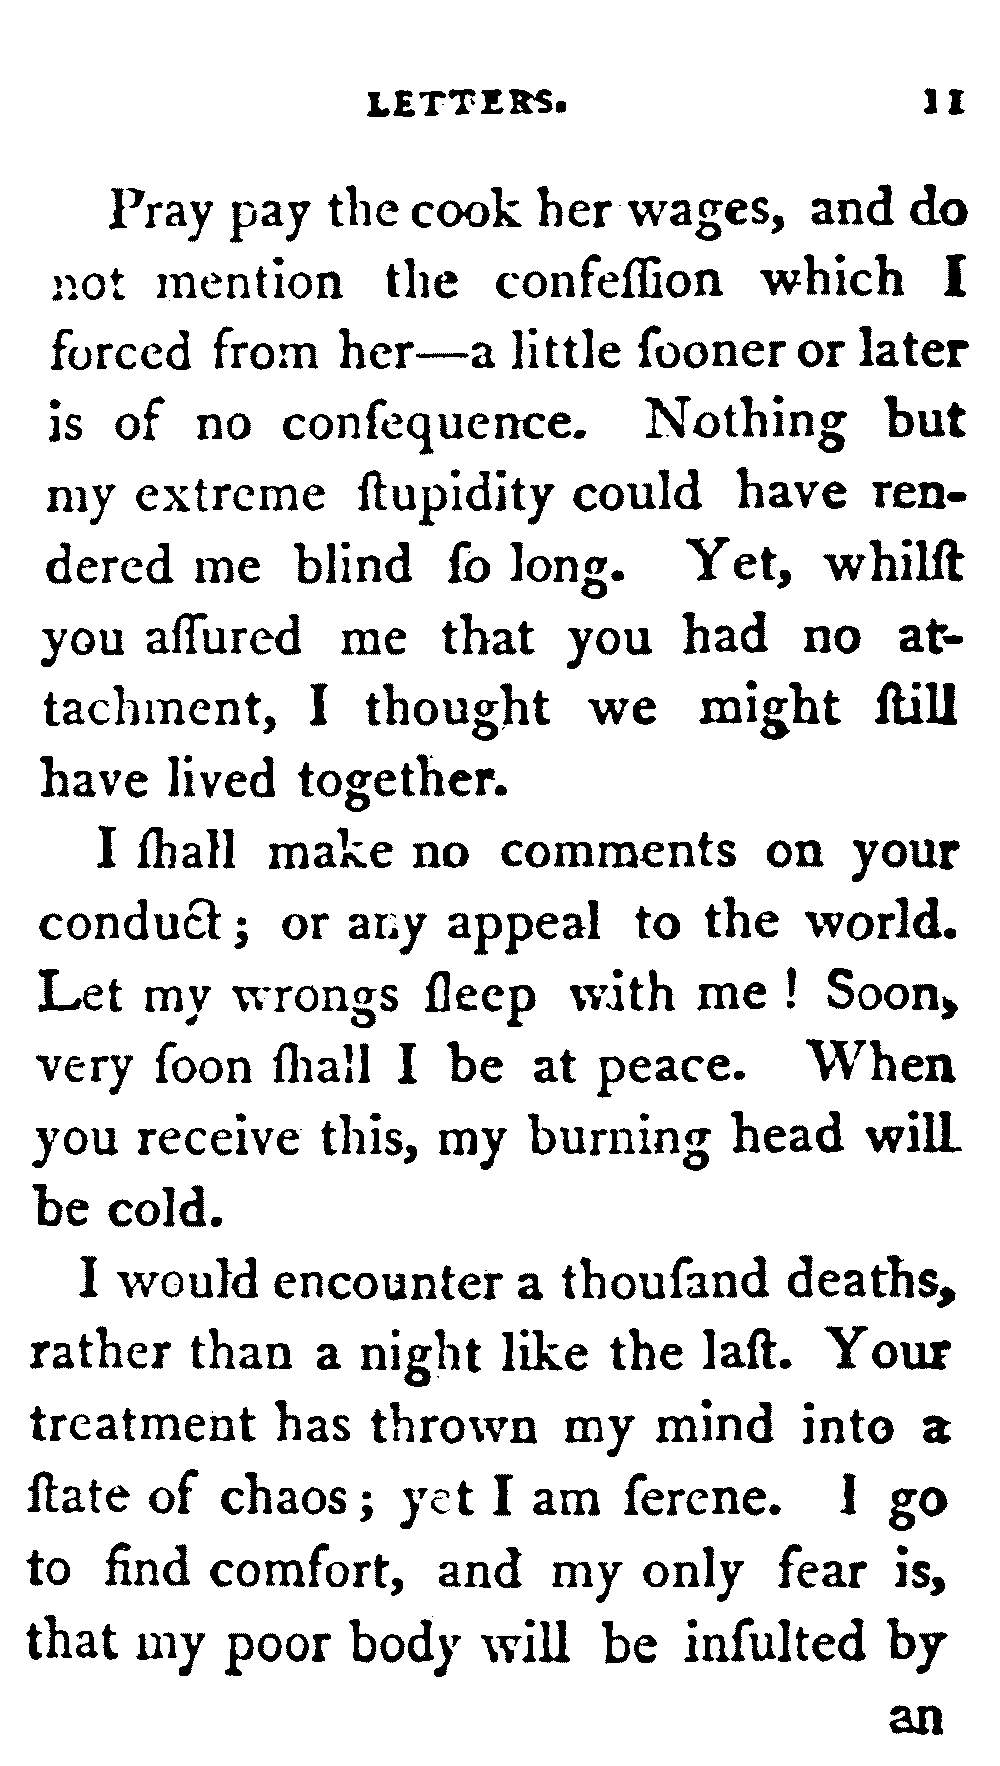 LETTERS. 11
Pray pay the cook her wages, and do
not mention the confeſſion which I
forced from her—a little ſooner or later
is of no conſequence. Nothing but
my extreme ſtupidity could have ren-
dered me blind ſo long. Yet, whilſt
you aſſured me that you had no at-
tachment, I thought we might ſtill
have lived together.
I ſhall make no comments on your
conduct; or any appeal to the world.
Let my wrongs ſleep with me! Soon,
very ſoon ſhall I be at peace. When
you receive this, my burning head will
be cold.
I would encounter a thouſand deaths,
rather than a night like the laſt. Your
treatment has thrown my mind into a
ſtate of chaos; yet I am ſerene. I go
to find comfort, and my only fear is,
that my poor body will be inſulted by
an